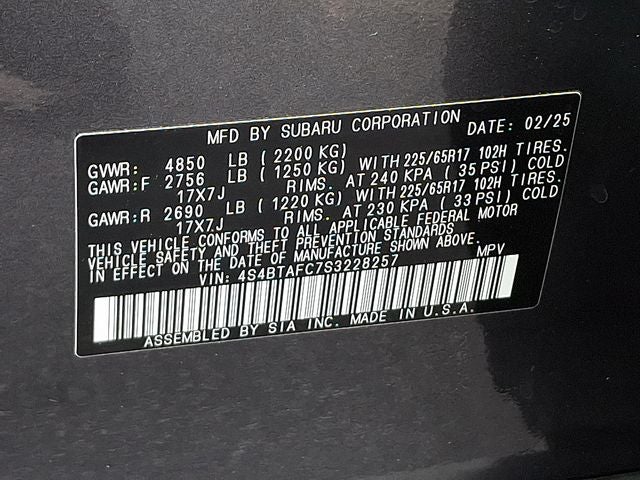 MFD BY SUBARU CORPORATION DATE: 02/25
GVWR: 4850 LB ( 2200 KG)
GAWR:F 2756 LB ( 1250 KG) WITH 225/65R17 102H TIRES.
17X7J RIMS. AT 240 KPA ( 35 PSI) COLD
GAWR:R 2690 LB ( 1220 KG) WITH 225/65R17 102H TIRES.
17X7J RIMS. AT 230 KPA ( 33 PSI) COLD
THIS VEHICLE CONFORMS TO ALL APPLICABLE FEDERAL MOTOR
VEHICLE SAFETY AND THEFT PREVENTION STANDARDS
IN EFFECT ON THE DATE OF MANUFACTURE SHOWN ABOVE.
VIN: 4S4BTAFC7S3228257 MPV
ASSEMBLED BY SIA INC. MADE IN U.S.A.